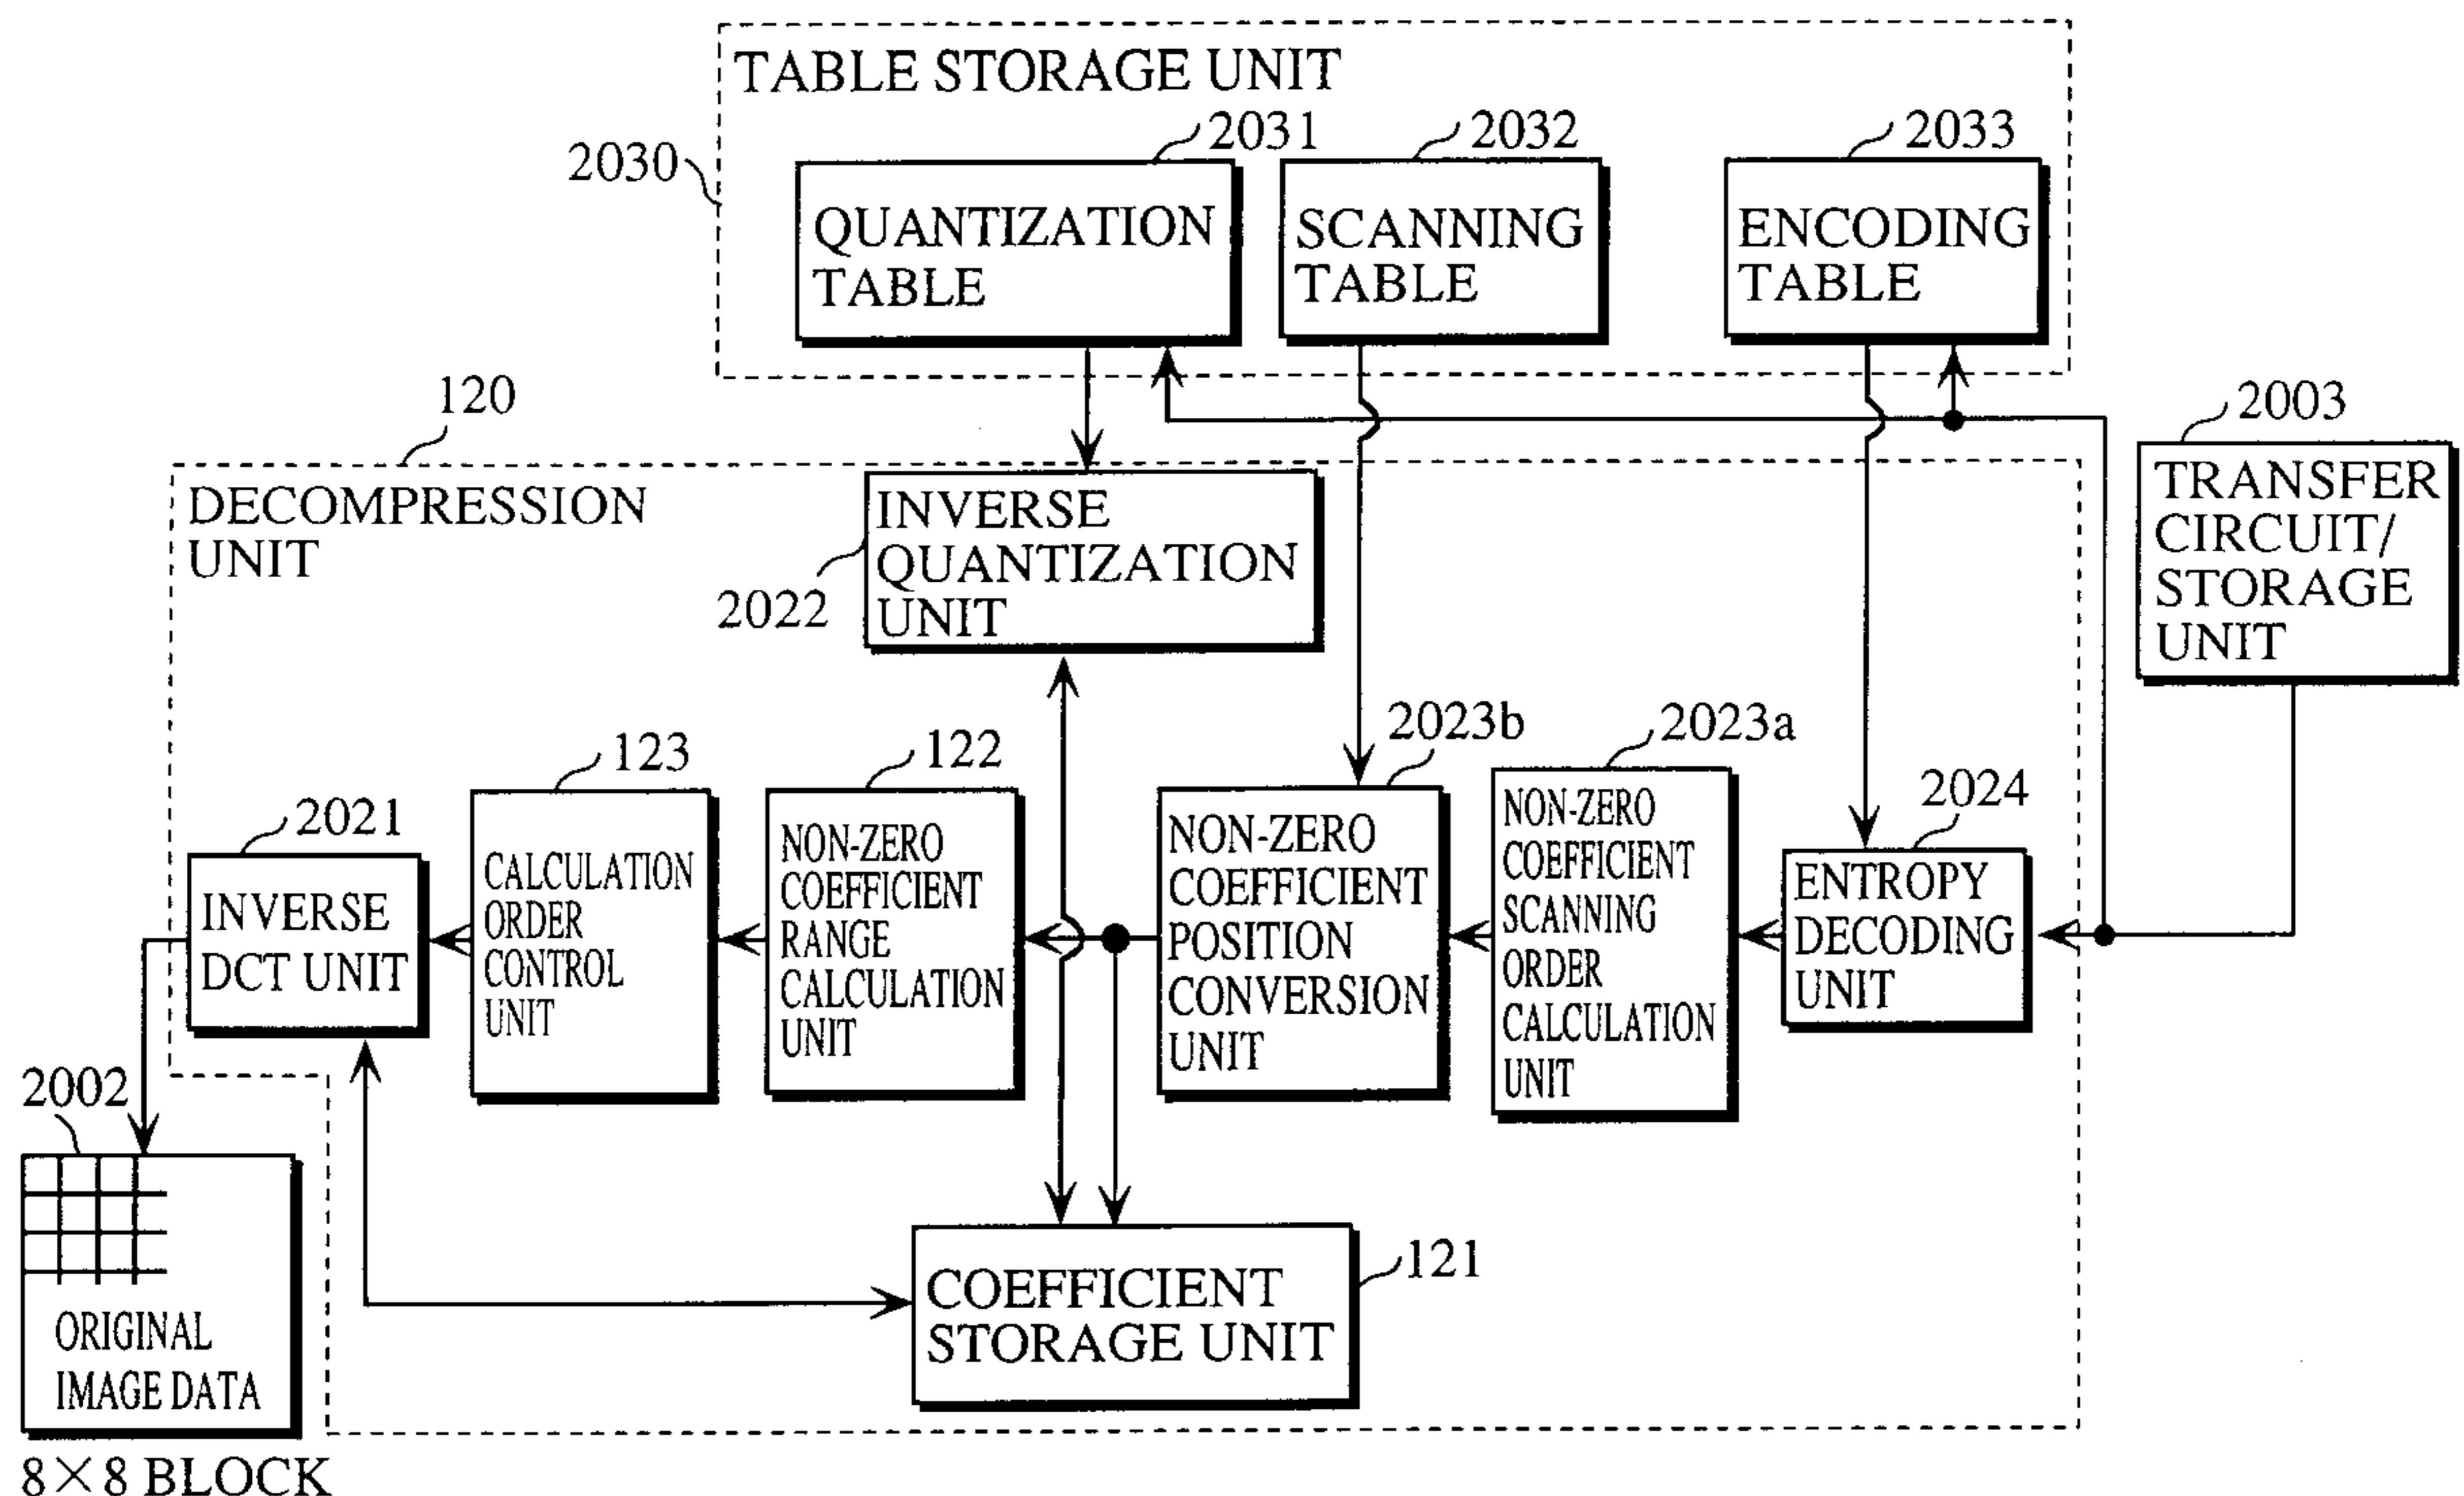 TABLE STORAGE UNIT
2030
2031
QUANTIZATION
TABLE
2032
SCANNING
TABLE
2033
ENCODING
TABLE
120
DECOMPRESSION
UNIT
2003
TRANSFER
CIRCUIT/
STORAGE
UNIT
INVERSE
QUANTIZATION
UNIT
2022
2021
INVERSE
DCT UNIT
123
CALCULATION
ORDER
CONTROL
UNIT
122
NON-ZERO
COEFFICIENT
RANGE
CALCULATION
UNIT
2023b
NON-ZERO
COEFFICIENT
POSITION
CONVERSION
UNIT
2023a
NON-ZERO
COEFFICIENT
SCANNING
ORDER
CALCULATION
UNIT
2024
ENTROPY
DECODING
UNIT
2002
ORIGINAL
IMAGE DATA
8×8 BLOCK
COEFFICIENT
STORAGE UNIT
121